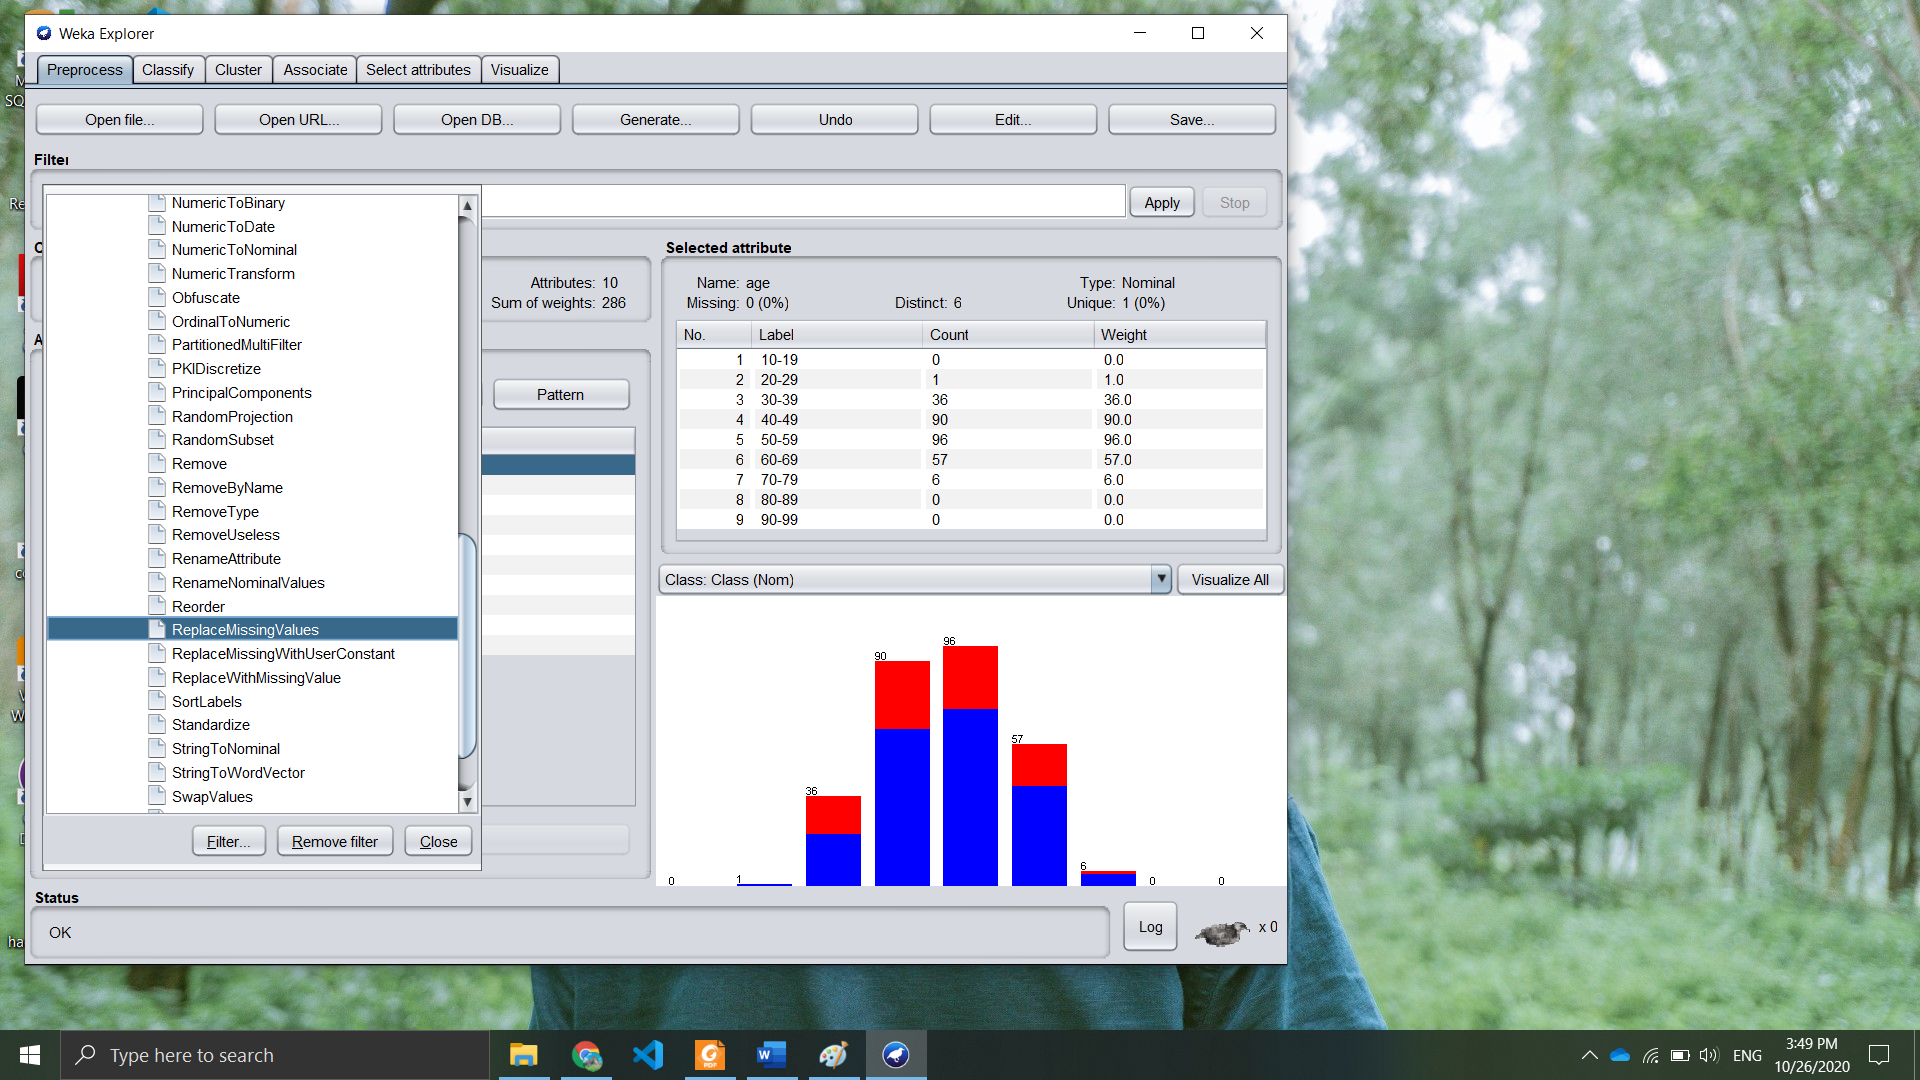 Weka Explorer
Preprocess Classify Cluster Associate Select attributes Visualize
Open file... Open URL... Open DB... Generate... Undo Edit... Save...
Filter
Apply Stop
NumericToBinary
NumericToDate
NumericToNominal
NumericTransform
Obfuscate
OrdinalToNumeric
PartitionedMultiFilter
PKIDiscretize
PrincipalComponents
RandomProjection
RandomSubset
Remove
RemoveByName
RemoveType
RemoveUseless
RenameAttribute
RenameNominalValues
Reorder
ReplaceMissingValues
ReplaceMissingWithUserConstant
ReplaceWithMissingValue
SortLabels
Standardize
StringToNominal
StringToWordVector
SwapValues
Filter... Remove filter Close
Attributes: 10
Sum of weights: 286
Pattern
Selected attribute
Name: age Type: Nominal
Missing: 0 (0%) Distinct: 6 Unique: 1 (0%)
No. Label Count Weight
1 10-19 0 0.0
2 20-29 1 1.0
3 30-39 36 36.0
4 40-49 90 90.0
5 50-59 96 96.0
6 60-69 57 57.0
7 70-79 6 6.0
8 80-89 0 0.0
9 90-99 0 0.0
Class: Class (Nom) Visualize All
0 1 36 90 96 57 6 0 0
Status
OK
Log x 0
Type here to search
ENG
3:49 PM
10/26/2020